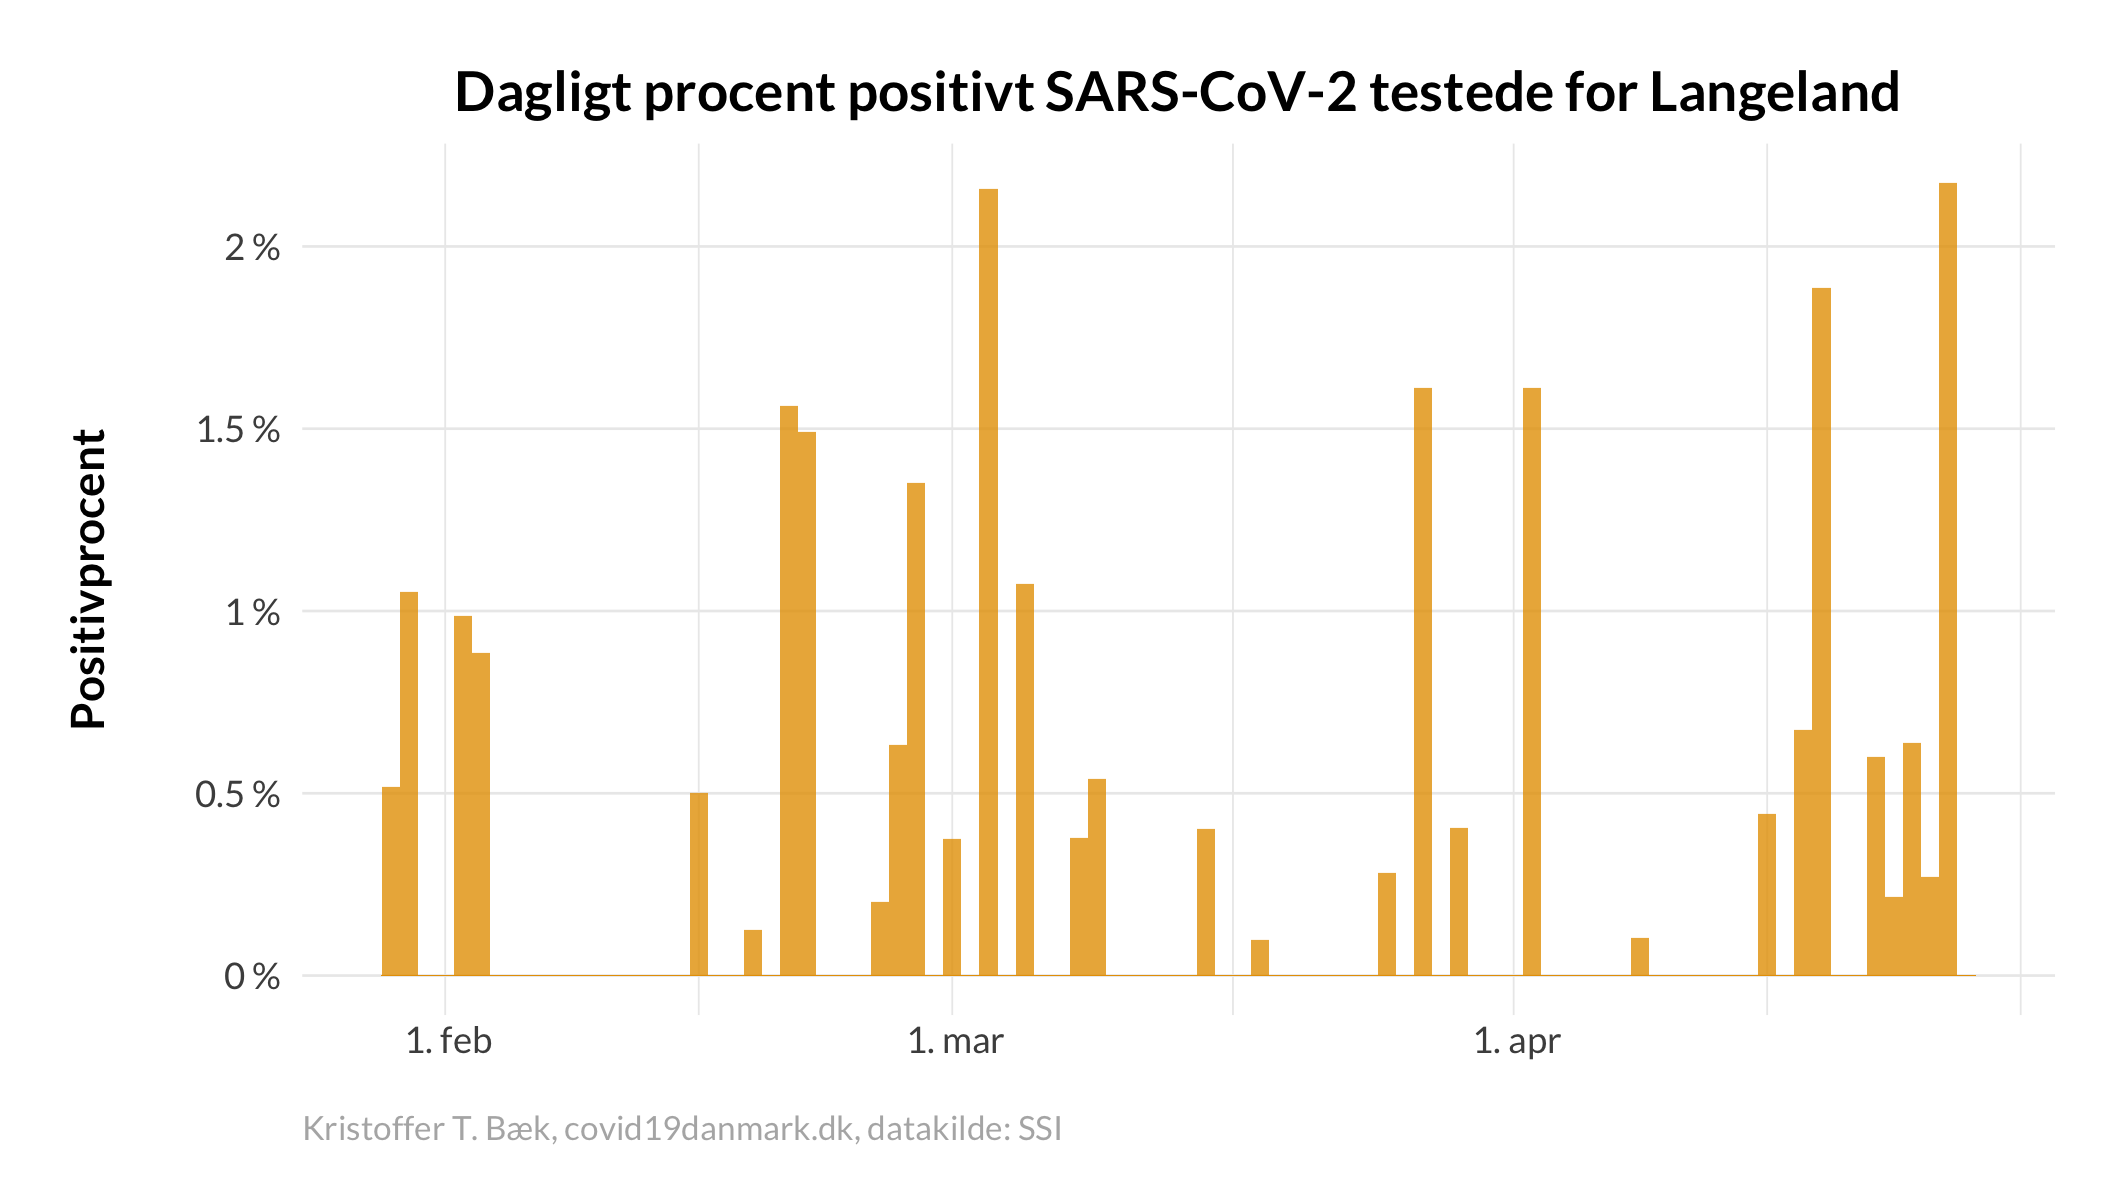 Dagligt procent positivt SARS-CoV-2 testede for Langeland
Positivprocent
2 %
1.5 %
1 %
0.5 %
0 %
1. feb
1. mar
1. apr
Kristoffer T. Bæk, covid19danmark.dk, datakilde: SSI